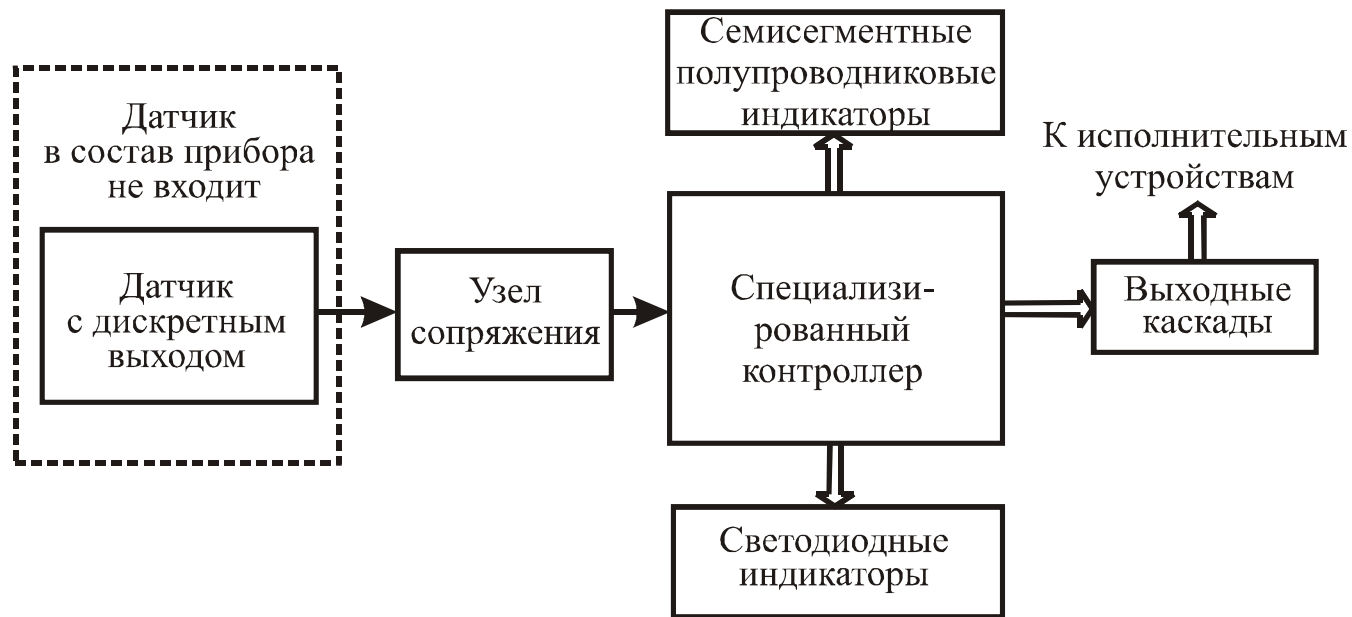 Семисегментные
полупроводниковые
индикаторы
Датчик
в состав прибора
не входит
К исполнительным
устройствам
Датчик
с дискретным
выходом
Узел
сопряжения
Специализи-
рованный
контроллер
Выходные
каскады
Светодиодные
индикаторы